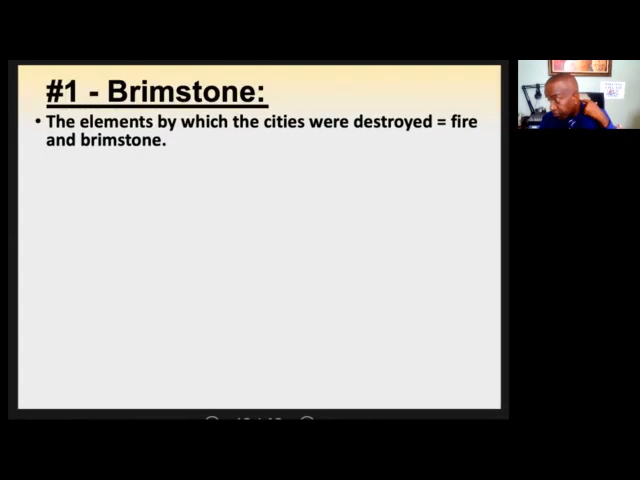 #1 - Brimstone:
• The elements by which the cities were destroyed = fire
and brimstone.